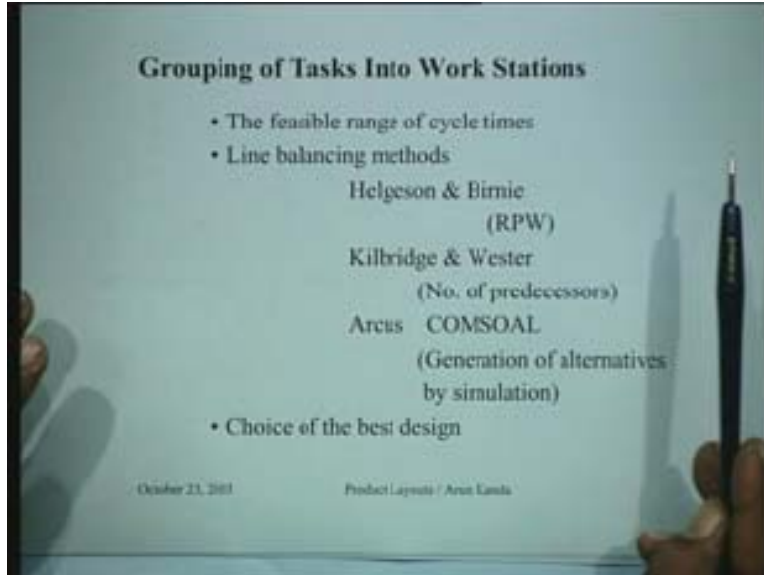 Grouping of Tasks Into Work Stations
• The feasible range of cycle times
• Line balancing methods
Helgeson & Birnie
(RPW)
Kilbridge & Wester
(No. of predecessors)
Arcus COMSOAL
(Generation of alternatives
by simulation)
• Choice of the best design
October 23,
Product Layouts / Arun Kanda